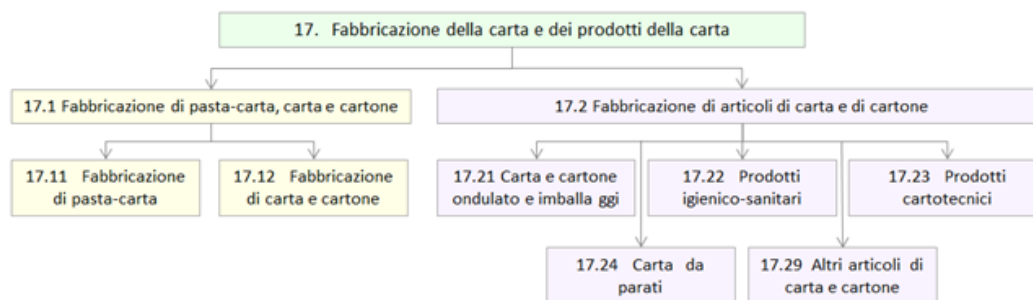 17. Fabbricazione della carta e dei prodotti della carta
17.1 Fabbricazione di pasta-carta, carta e cartone
17.2 Fabbricazione di articoli di carta e di cartone
17.11 Fabbricazione
di pasta-carta
17.12 Fabbricazione
di carta e cartone
17.21 Carta e cartone
ondulato e imballa ggi
17.22 Prodotti
igienico-sanitari
17.23 Prodotti
cartotecnici
17.24 Carta da
parati
17.29 Altri articoli di
carta e cartone